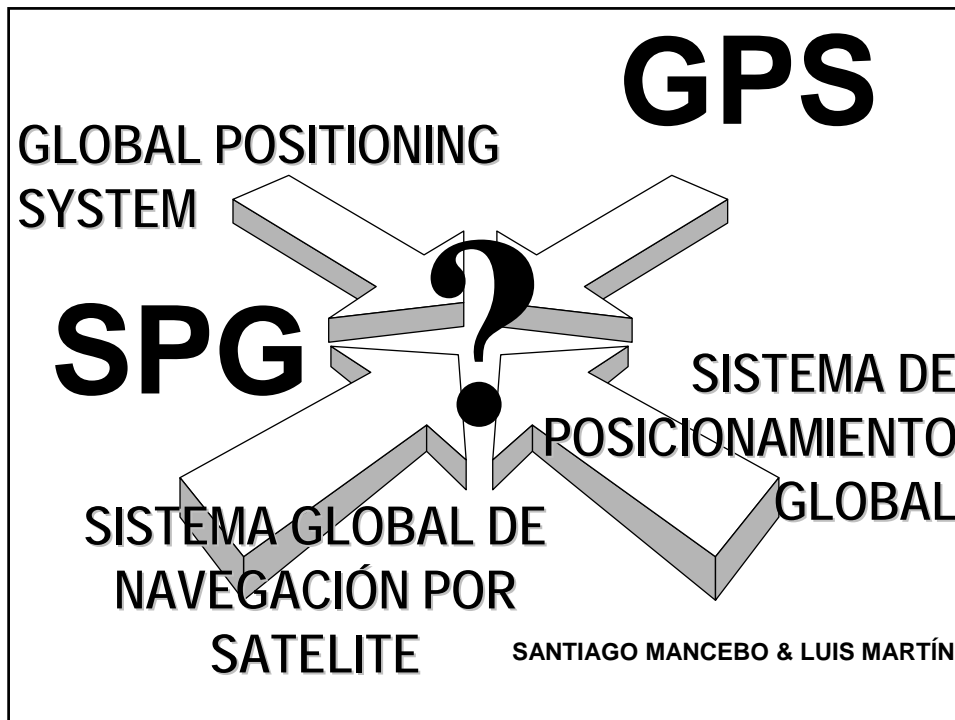 GPS
GLOBAL POSITIONING
SYSTEM
?
SPG
SISTEMA DE
POSICIONAMIENTO
GLOBAL
SISTEMA GLOBAL DE
NAVEGACIÓN POR
SATELITE
SANTIAGO MANCEBO & LUIS MARTÍN